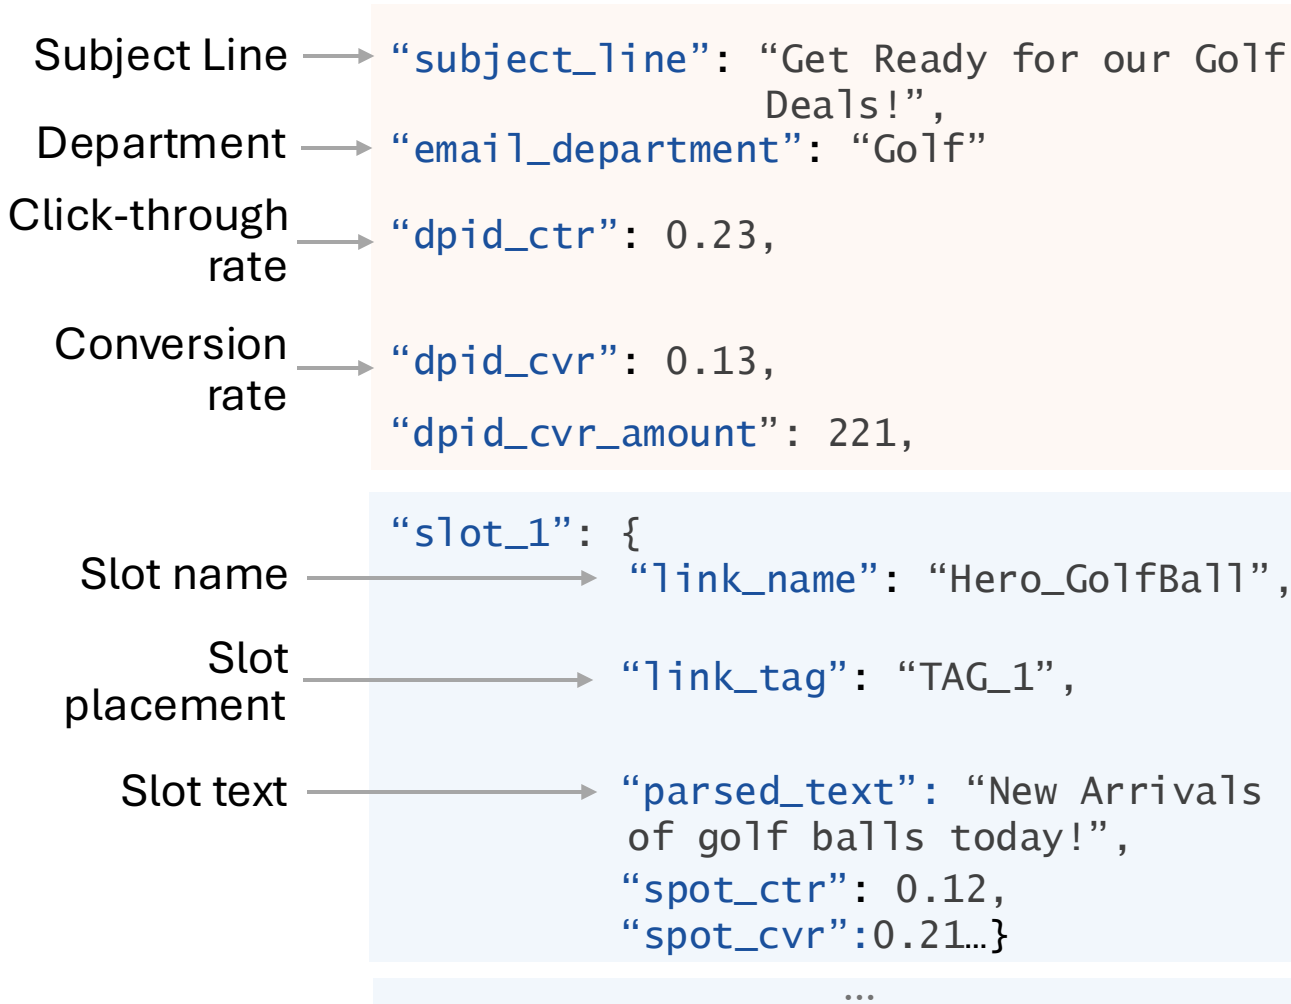 Subject Line “subject_line”: “Get Ready for our Golf
Deals!”,
Department “email_department”: “Golf”
Click-through
rate
“dpid_ctr”: 0.23,
Conversion
rate
“dpid_cvr”: 0.13,
“dpid_cvr_amount”: 221,
“slot_1”: {
Slot name “link_name”: “Hero_GolfBall”,
Slot
placement
“link_tag”: “TAG_1”,
Slot text “parsed_text”: “New Arrivals
of golf balls today!”,
“spot_ctr”: 0.12,
“spot_cvr”:0.21…}
…